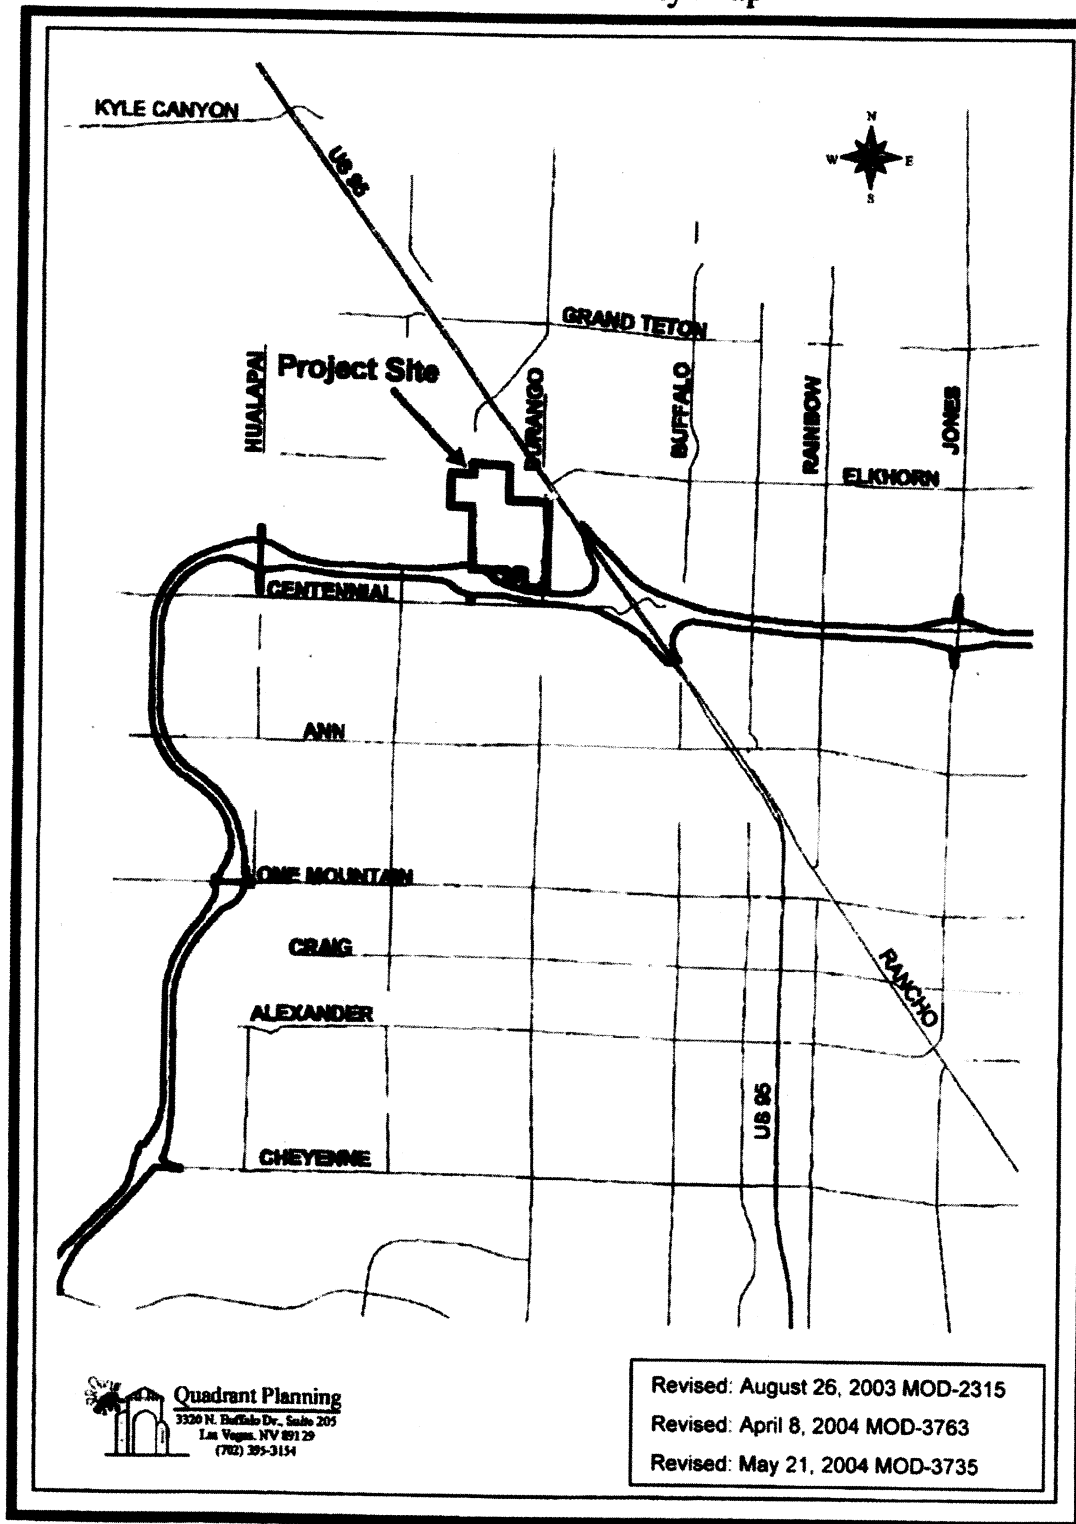 KYLE CANYON
US 95
N
W
E
S
GRAND TETON
Project Site
HUALAPAI
DURANGO
BUFFALO
RAINBOW
JONES
ELKHORN
CENTENNIAL
ANN
ONE MOUNTAIN
CRAIG
RANCHO
ALEXANDER
US 95
CHEYENNE
Quadrant Planning
3320 N. Buffalo Dr., Suite 205
Las Vegas, NV 89129
(702) 395-3154
Revised: August 26, 2003 MOD-2315
Revised: April 8, 2004 MOD-3763
Revised: May 21, 2004 MOD-3735